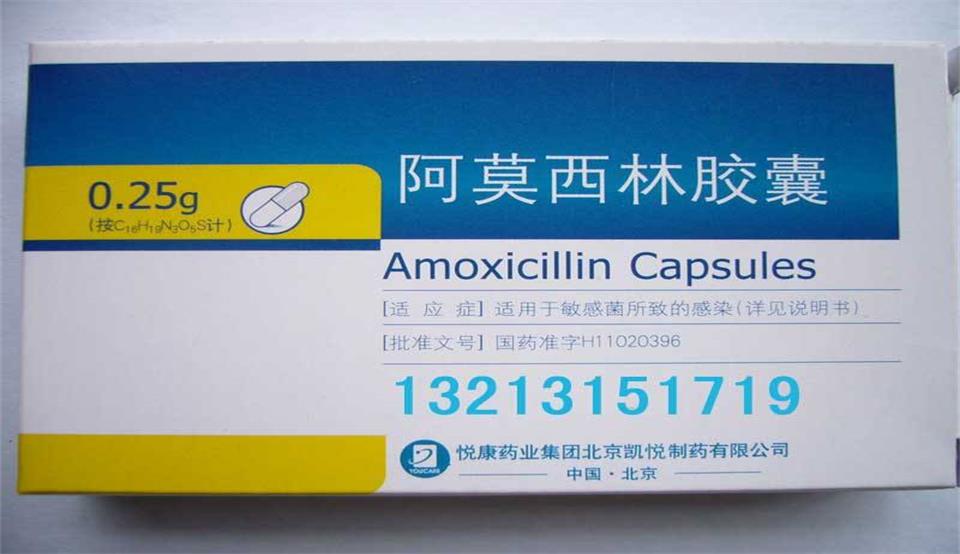 0.25g
(按C₁₆H₁₉N₃O₅S计)
阿莫西林胶囊
Amoxicillin Capsules
[适 应 症] 适用于敏感菌所致的感染(详见说明书)
[批准文号] 国药准字H11020396
13213151719
YOUCARE
悦康药业集团北京凯悦制药有限公司
中国·北京